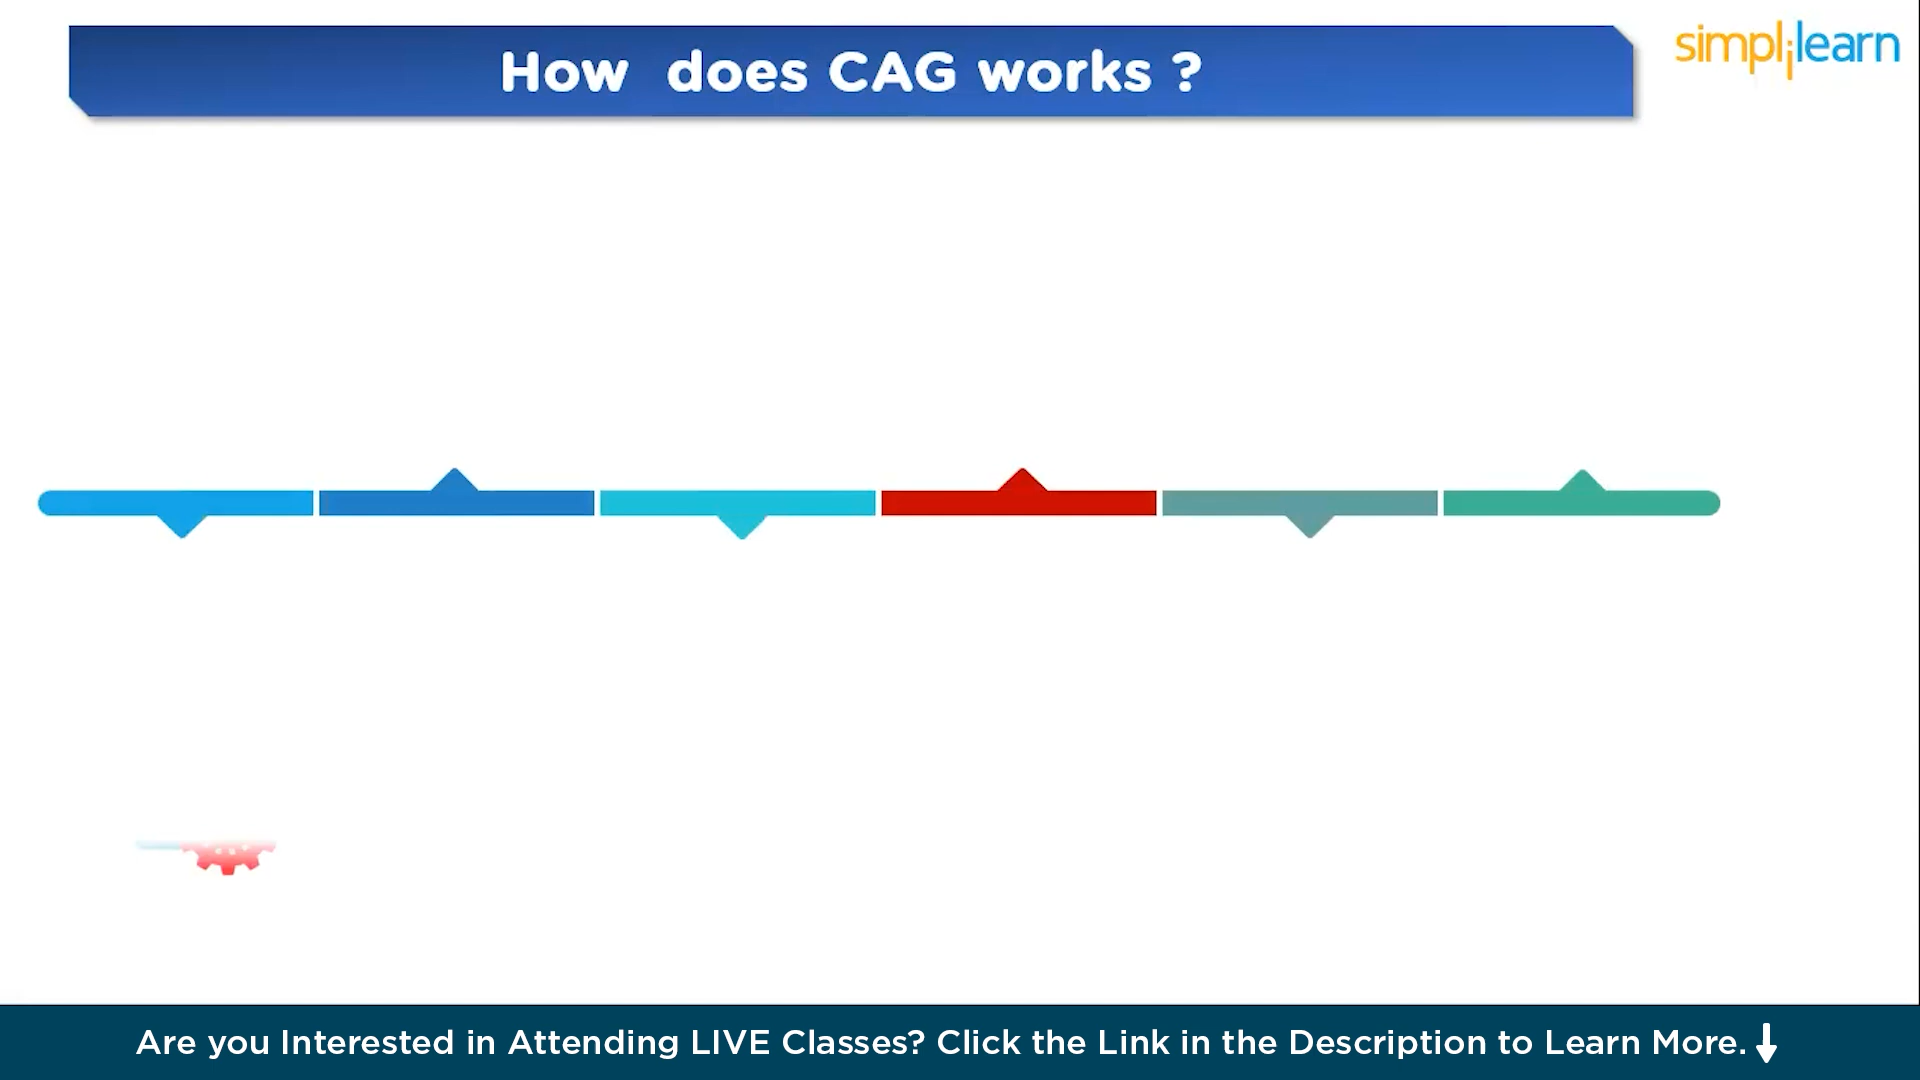 How does CAG works ?
simplilearn
Are you Interested in Attending LIVE Classes? Click the Link in the Description to Learn More.